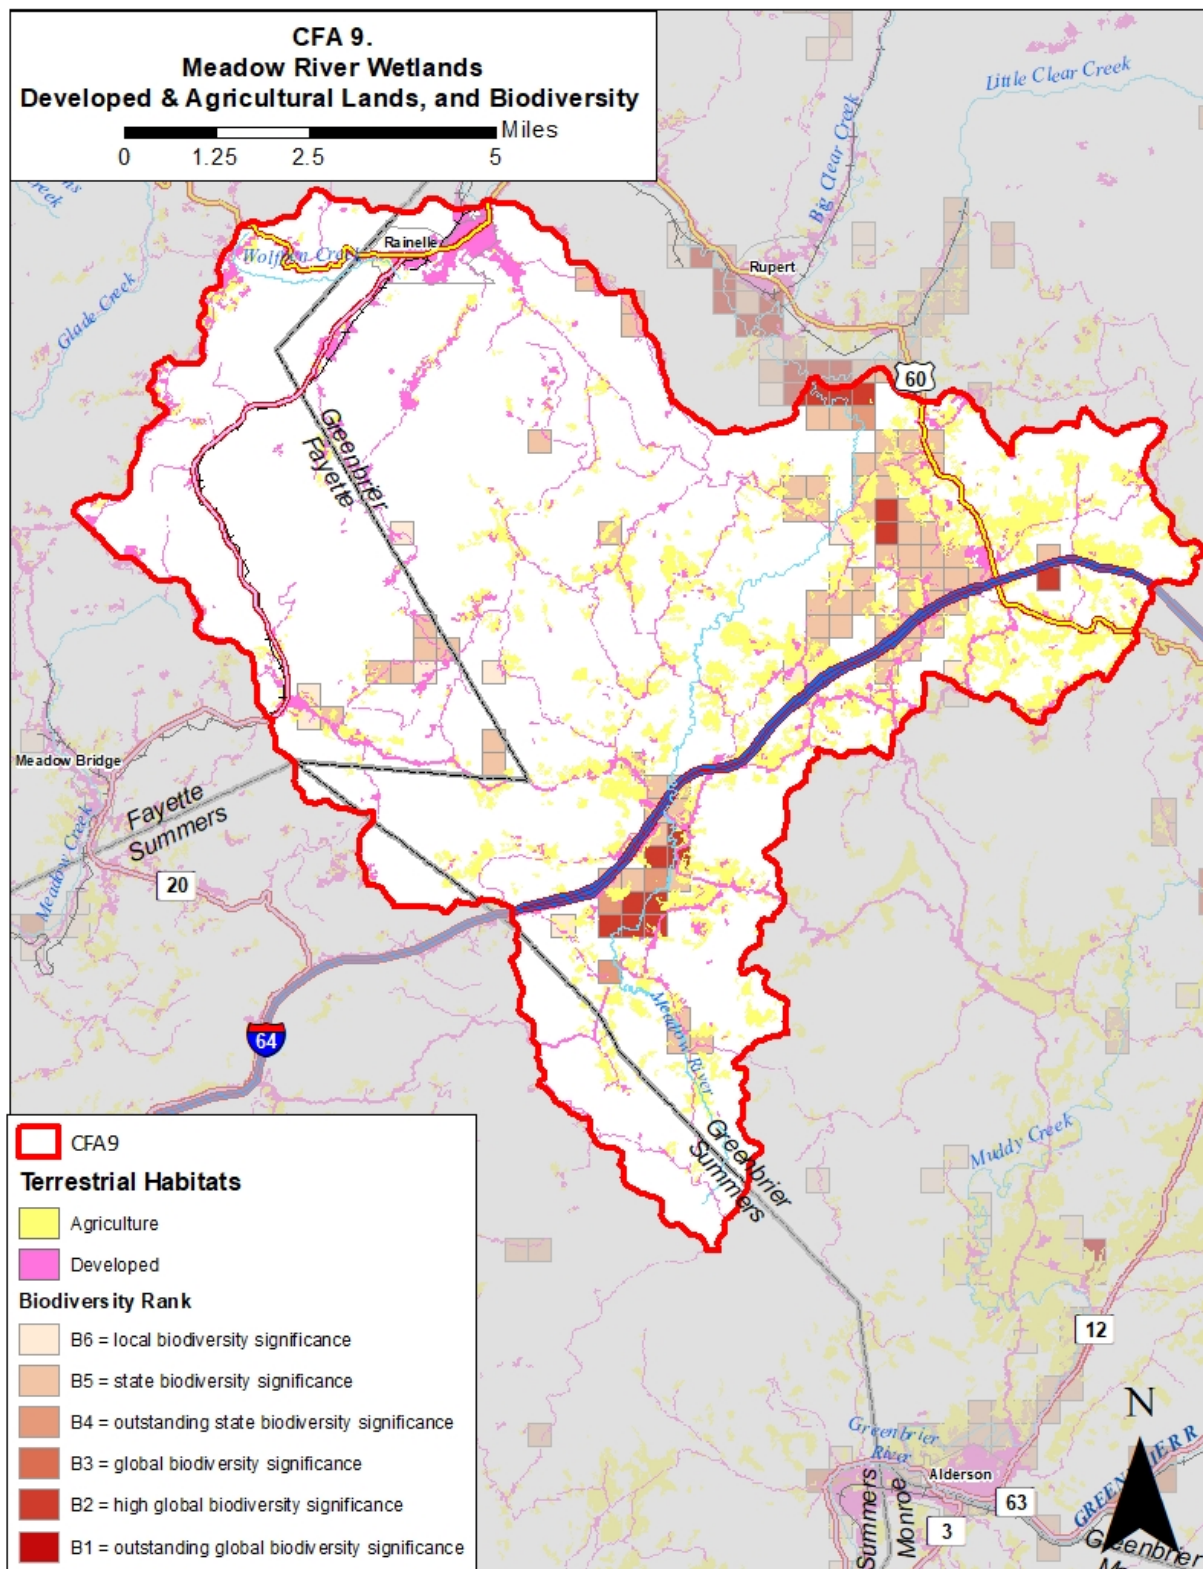 CFA 9.
Meadow River Wetlands
Developed & Agricultural Lands, and Biodiversity
Miles
0 1.25 2.5 5
Little Clear Creek
Big Clear Creek
Creek
Rainelle
Rupert
Glade Creek
60
Greenbrier
Fayette
Meadow Bridge
Fayette
Summers
Meadow Creek
20
64
Meadow River
Greenbrier
Summers
Muddy Creek
12
Greenbrier
River
Alderson
63
3
Summers
Monroe
Greenbrier
N
CFA9
Terrestrial Habitats
Agriculture
Developed
Biodiversity Rank
B6 = local biodiversity significance
B5 = state biodiversity significance
B4 = outstanding state biodiversity significance
B3 = global biodiversity significance
B2 = high global biodiversity significance
B1 = outstanding global biodiversity significance